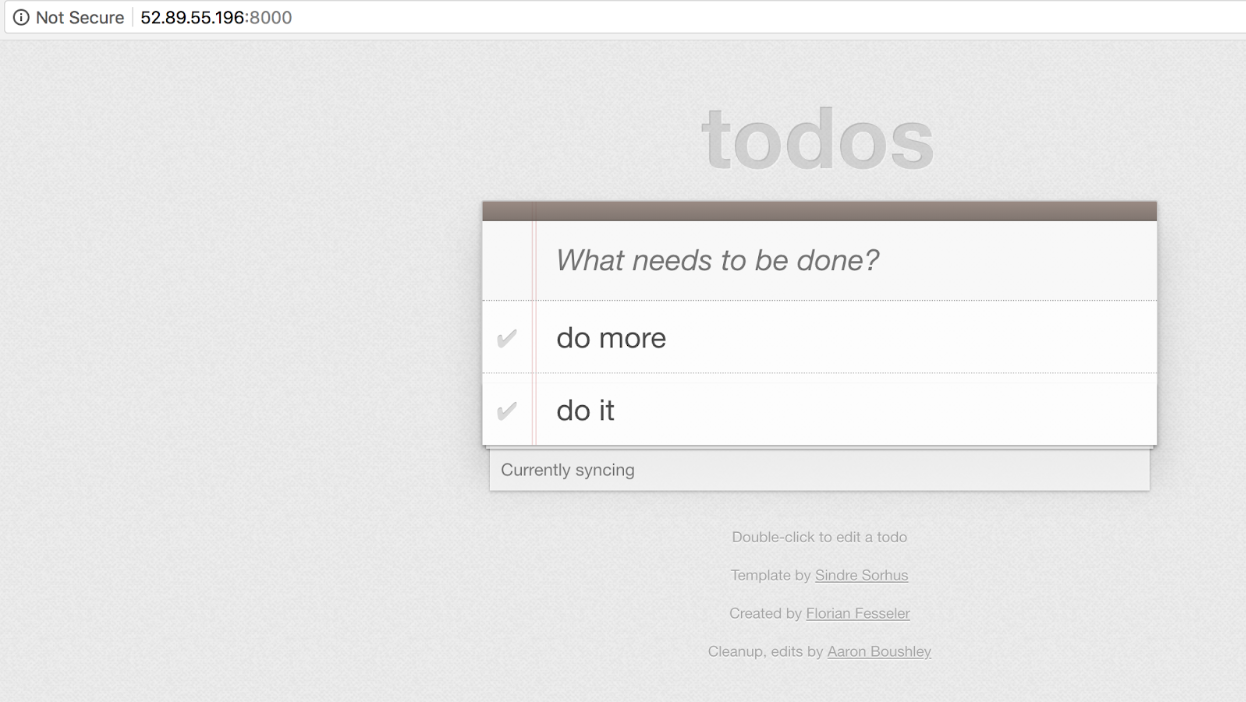 Not Secure 52.89.55.196:8000
todos
What needs to be done?
✔ do more
✔ do it
Currently syncing
Double-click to edit a todo
Template by Sindre Sorhus
Created by Florian Fesseler
Cleanup, edits by Aaron Boushley